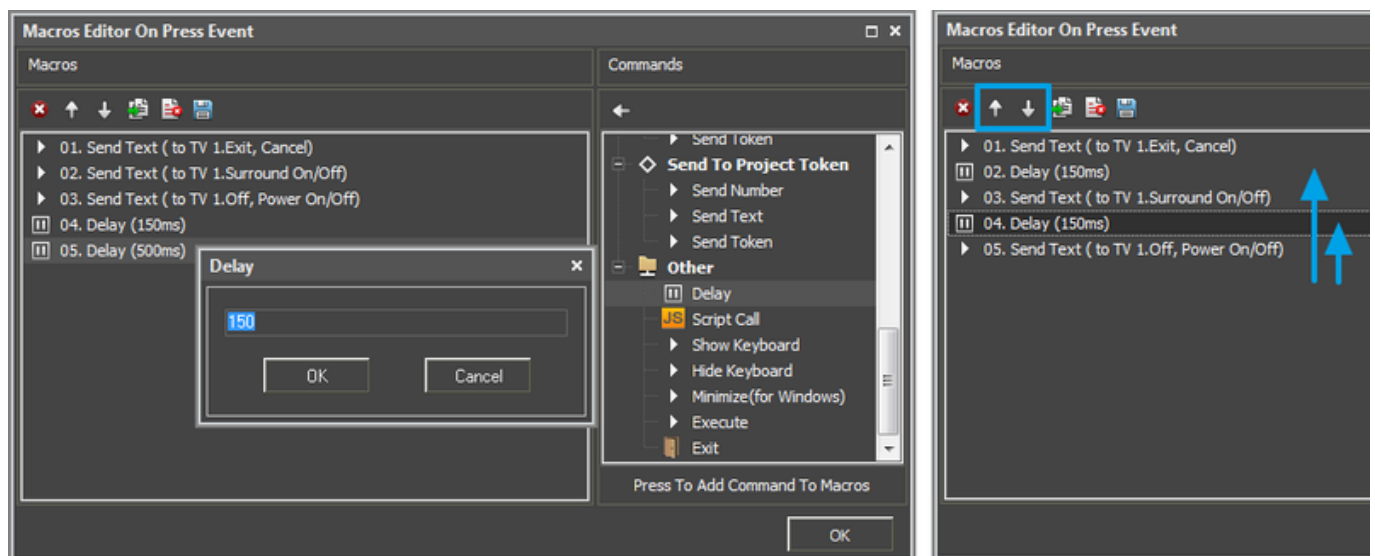 Macros Editor On Press Event
Macros
Commands
01. Send Text ( to TV 1.Exit, Cancel)
02. Send Text ( to TV 1.Surround On/Off)
03. Send Text ( to TV 1.Off, Power On/Off)
04. Delay (150ms)
05. Delay (500ms)
Delay
150
OK
Cancel
Send Token
Send To Project Token
Send Number
Send Text
Send Token
Other
Delay
JS Script Call
Show Keyboard
Hide Keyboard
Minimize(for Windows)
Execute
Exit
Press To Add Command To Macros
OK
Macros Editor On Press Event
Macros
01. Send Text ( to TV 1.Exit, Cancel)
02. Delay (150ms)
03. Send Text ( to TV 1.Surround On/Off)
04. Delay (150ms)
05. Send Text ( to TV 1.Off, Power On/Off)